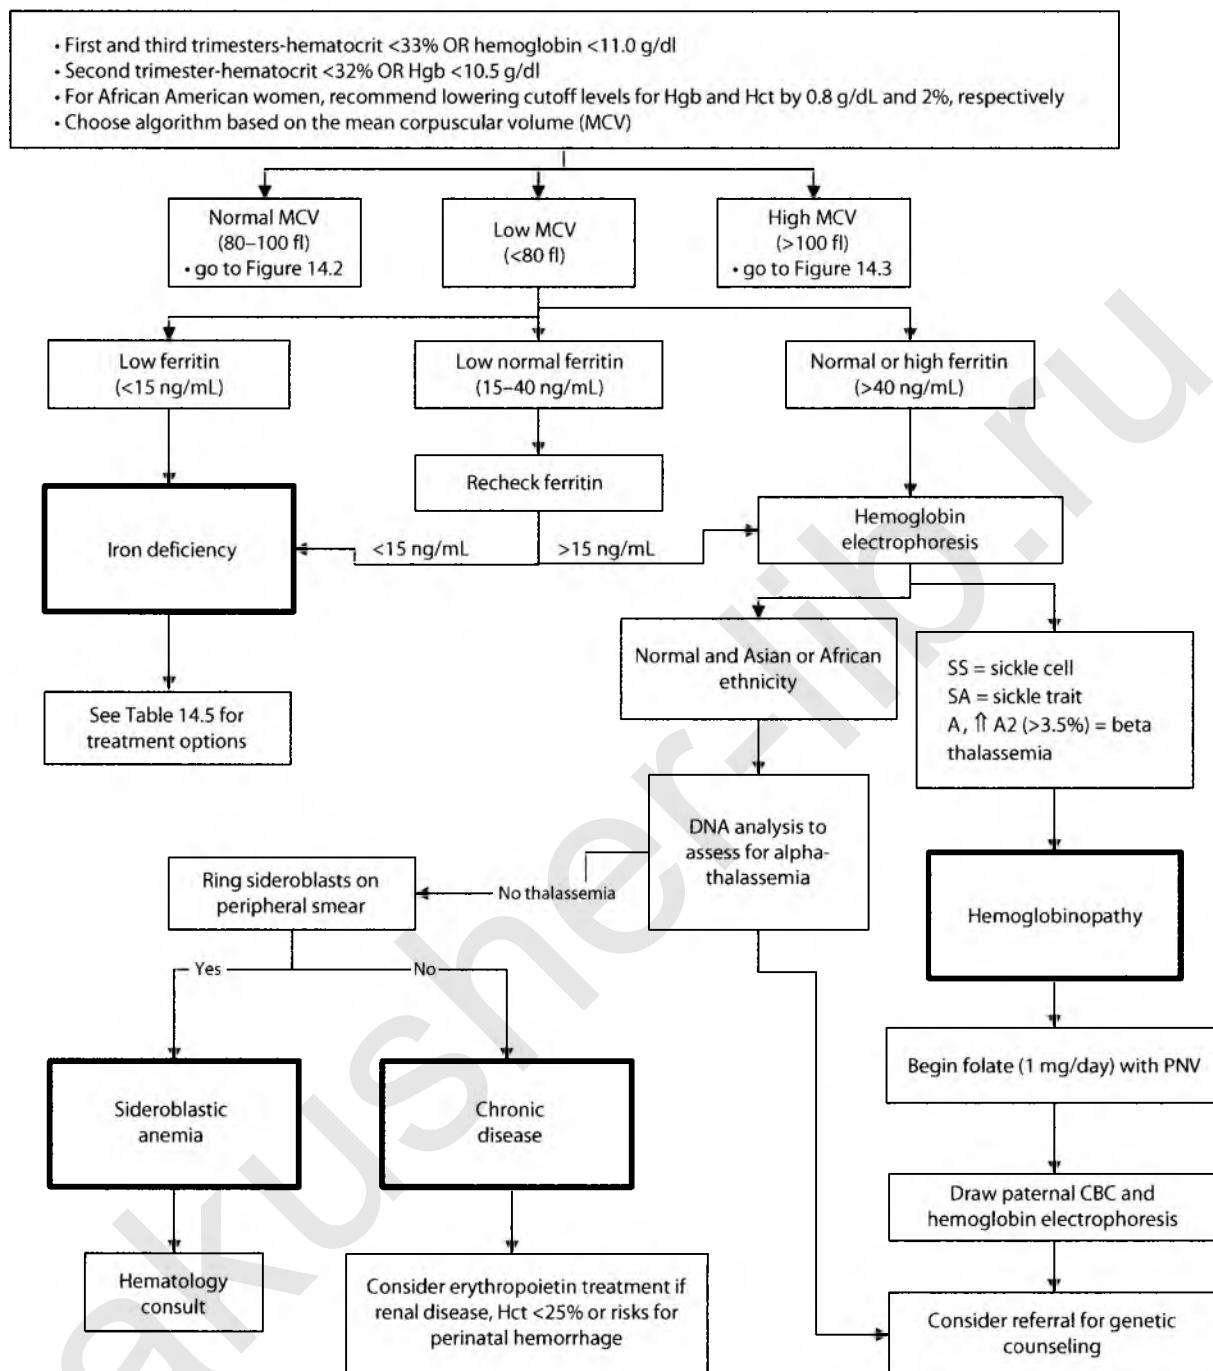 • First and third trimesters-hematocrit <33% OR hemoglobin <11.0 g/dl
• Second trimester-hematocrit <32% OR Hgb <10.5 g/dl
• For African American women, recommend lowering cutoff levels for Hgb and Hct by 0.8 g/dL and 2%, respectively
• Choose algorithm based on the mean corpuscular volume (MCV)
Normal MCV
(80–100 fl)
• go to Figure 14.2
Low MCV
(<80 fl)
High MCV
(>100 fl)
• go to Figure 14.3
Low ferritin
(<15 ng/mL)
Low normal ferritin
(15–40 ng/mL)
Normal or high ferritin
(>40 ng/mL)
Recheck ferritin
Iron deficiency
<15 ng/mL
>15 ng/mL
Hemoglobin
electrophoresis
Normal and Asian or African
ethnicity
SS = sickle cell
SA = sickle trait
A, ⇑ A2 (>3.5%) = beta
thalassemia
See Table 14.5 for
treatment options
DNA analysis to
assess for alpha-
thalassemia
Ring sideroblasts on
peripheral smear
No thalassemia
Hemoglobinopathy
Yes
No
Begin folate (1 mg/day) with PNV
Sideroblastic
anemia
Chronic
disease
Draw paternal CBC and
hemoglobin electrophoresis
Hematology
consult
Consider erythropoietin treatment if
renal disease, Hct <25% or risks for
perinatal hemorrhage
Consider referral for genetic
counseling
akusher-lib.ru